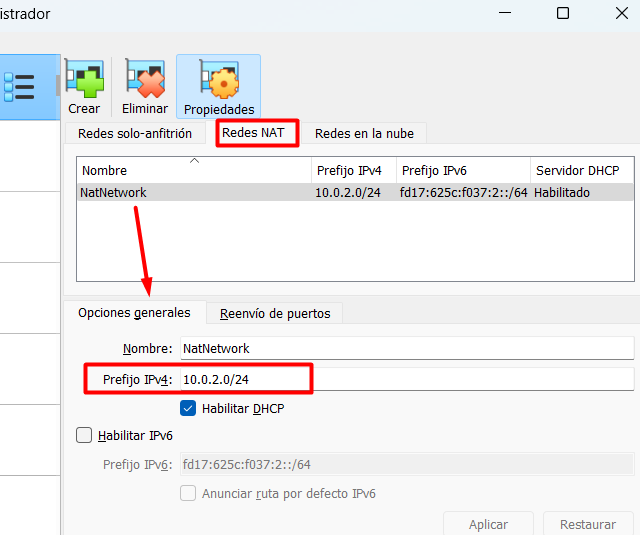 istrador
Crear Eliminar Propiedades
Redes solo-anfitrión Redes NAT Redes en la nube
Nombre Prefijo IPv4 Prefijo IPv6 Servidor DHCP
NatNetwork 10.0.2.0/24 fd17:625c:f037:2::/64 Habilitado
Opciones generales Reenvío de puertos
Nombre: NatNetwork
Prefijo IPv4: 10.0.2.0/24
Habilitar DHCP
Habilitar IPv6
Prefijo IPv6: fd17:625c:f037:2::/64
Anunciar ruta por defecto IPv6
Aplicar Restaurar